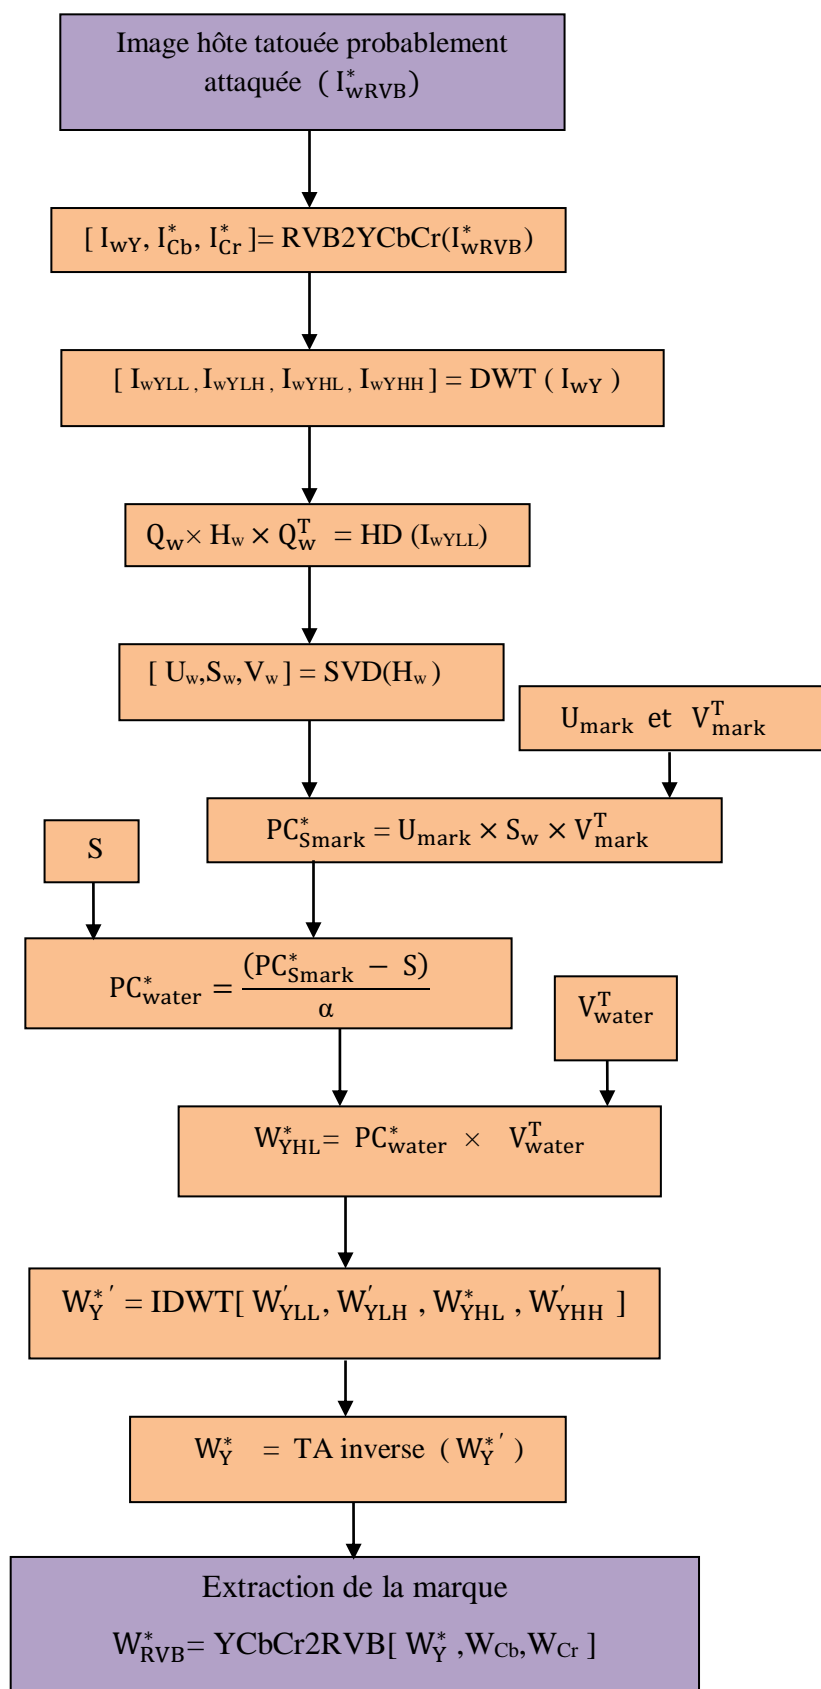 Image hôte tatouée probablement
attaquée ( I*wRVB)
[ IwY, I*Cb, I*Cr ]= RVB2YCbCr(I*wRVB)
[ IwYLL , IwYLH , IwYHL , IwYHH ] = DWT ( IwY )
Qw× Hw × QwT = HD (IwYLL)
[ Uw,Sw,Vw ] = SVD(Hw )
Umark et VTmark
PC*Smark = Umark × Sw × VTmark
S
PC*water = (PC*Smark − S)
α
VTwater
W*YHL= PC*water × VTwater
W*′Y = IDWT[ W′YLL, W′YLH , W*YHL , W′YHH ]
W*Y = TA inverse ( W*′Y )
Extraction de la marque
W*RVB= YCbCr2RVB[ W*Y ,WCb,WCr ]